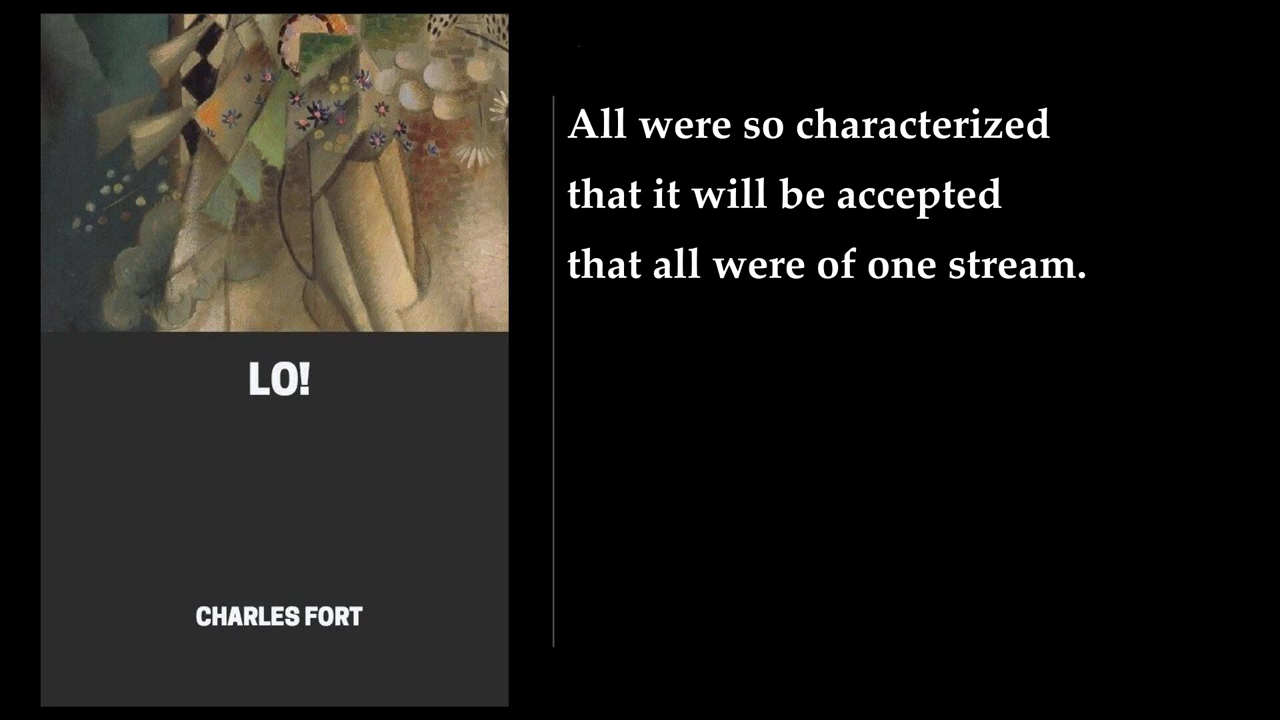 LO!
CHARLES FORT
All were so characterized
that it will be accepted
that all were of one stream.